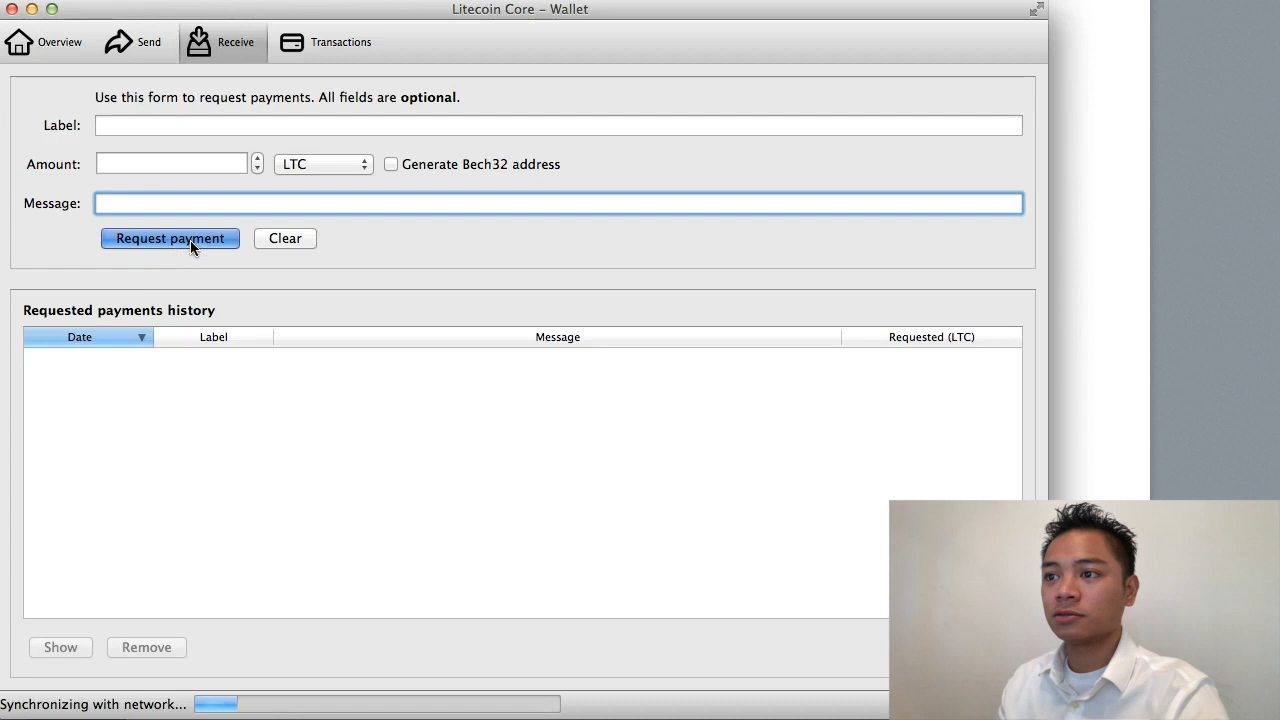 Litecoin Core – Wallet
Overview Send Receive Transactions
Use this form to request payments. All fields are optional.
Label:
Amount: LTC Generate Bech32 address
Message:
Request payment Clear
Requested payments history
Date Label Message Requested (LTC)
Show Remove
Synchronizing with network...